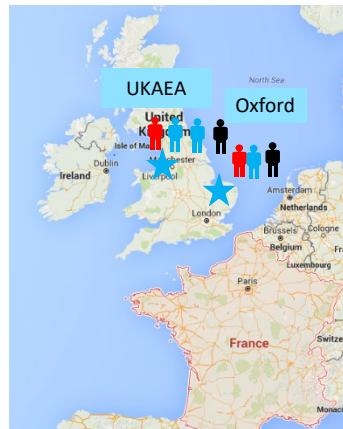 North Sea
UKAEA
Oxford
United
Kingdom
Isle of Man
Dublin
Manchester
Liverpool
Ireland
Amsterdam
Netherlands
London
Brussels
Cologne
Belgium
Luxembourg
Paris
France
Monaco